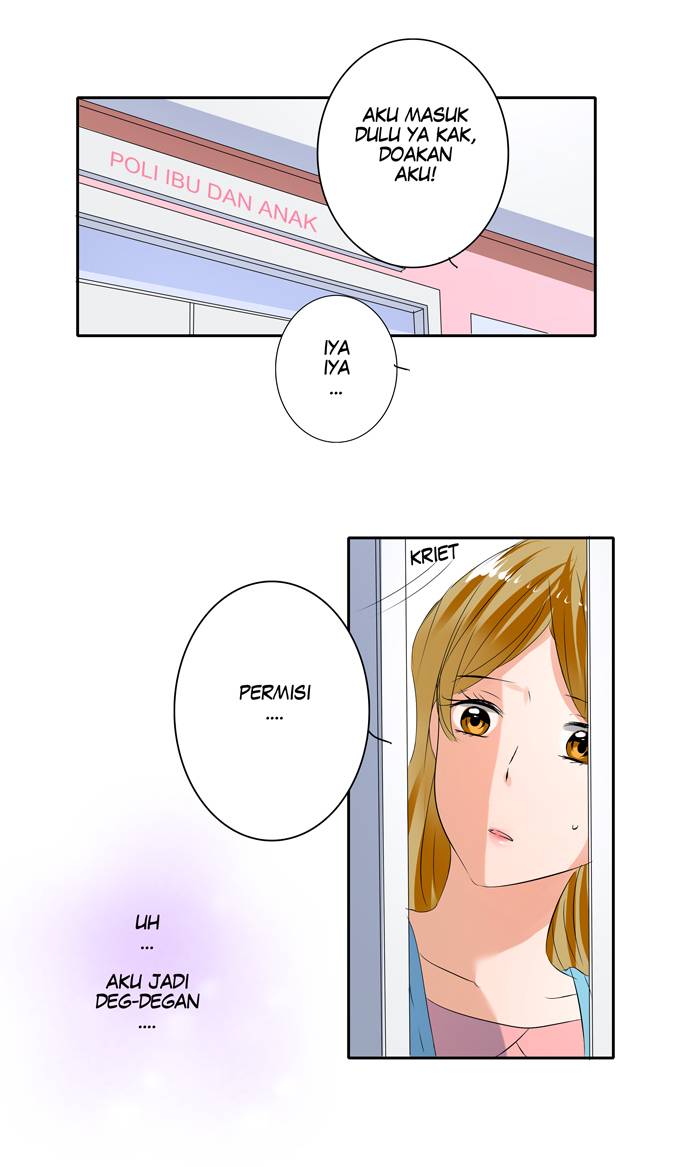 AKU MASUK
DULU YA KAK,
DOAKAN
AKU!
POLI IBU DAN ANAK
IYA
IYA
...
KRIET
PERMISI
....
UH
...
AKU JADI
DEG-DEGAN
....